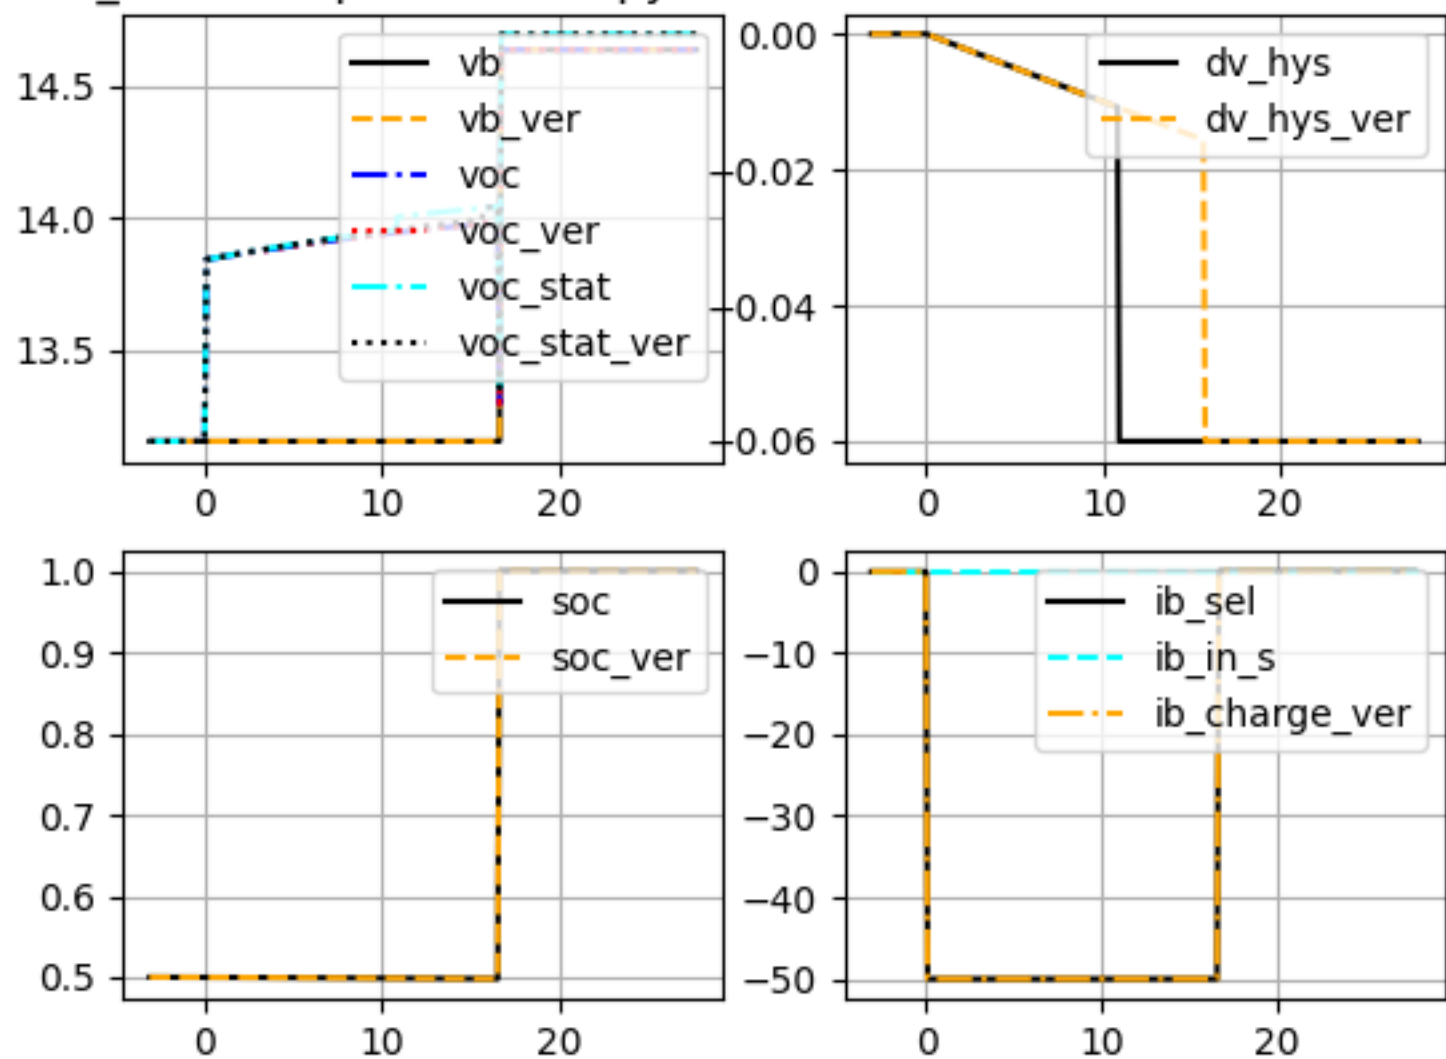 14.5
14.0
13.5
0 10 20
vb
vb_ver
voc
voc_ver
voc_stat
voc_stat_ver
0.00
−0.02
−0.04
−0.06
0 10 20
dv_hys
dv_hys_ver
1.0
0.9
0.8
0.7
0.6
0.5
0 10 20
soc
soc_ver
0
−10
−20
−30
−40
−50
0 10 20
ib_sel
ib_in_s
ib_charge_ver